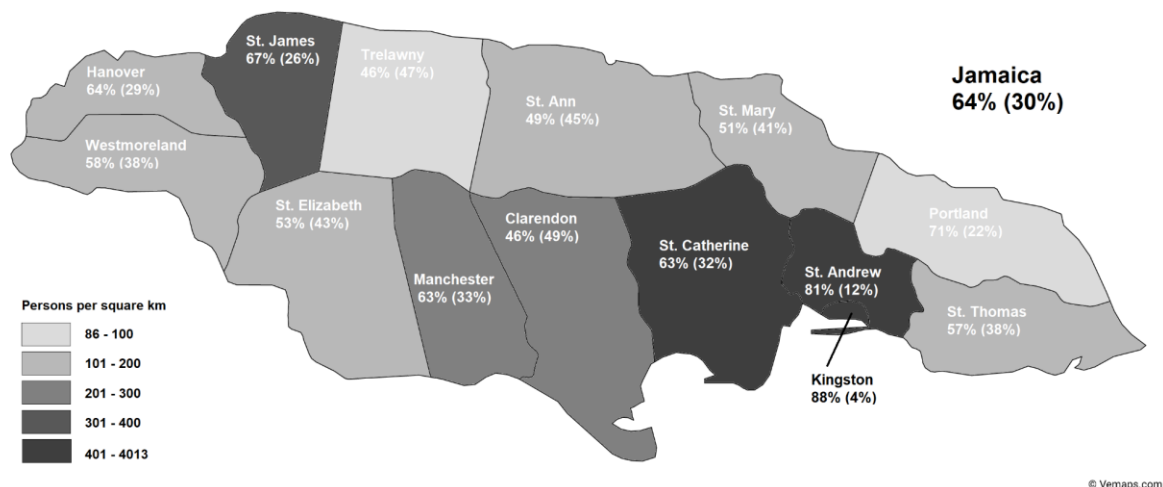 St. James
67% (26%)
Trelawny
46% (47%)
Hanover
64% (29%)
Jamaica
64% (30%)
St. Ann
49% (45%)
St. Mary
51% (41%)
Westmoreland
58% (38%)
St. Elizabeth
53% (43%)
Clarendon
46% (49%)
Portland
71% (22%)
St. Catherine
63% (32%)
St. Andrew
81% (12%)
Manchester
63% (33%)
St. Thomas
57% (38%)
Kingston
88% (4%)
Persons per square km
86 - 100
101 - 200
201 - 300
301 - 400
401 - 4013
© Vemaps.com